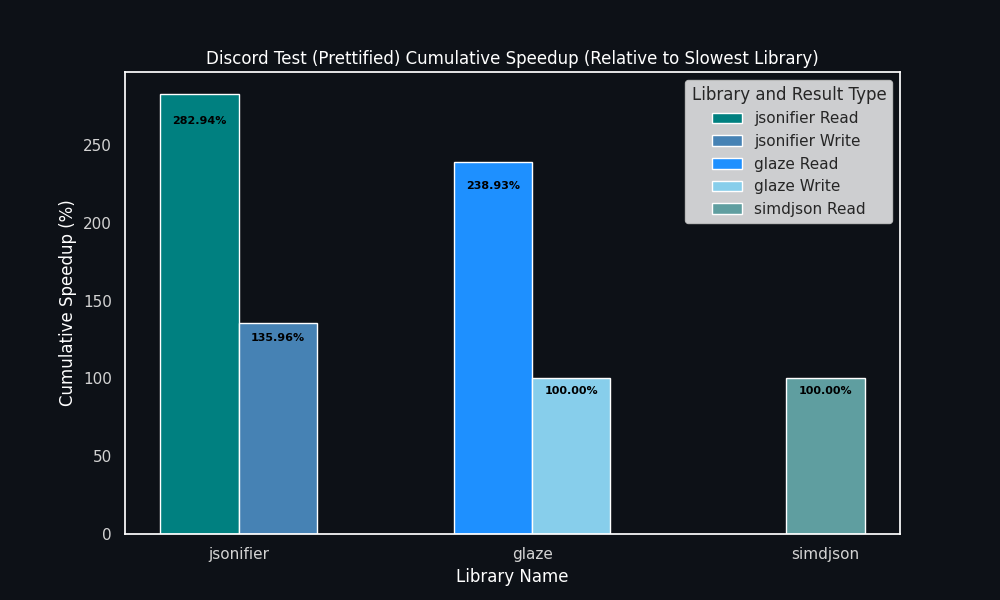 Discord Test (Prettified) Cumulative Speedup (Relative to Slowest Library)
Library and Result Type
jsonifier Read
jsonifier Write
glaze Read
glaze Write
simdjson Read
Cumulative Speedup (%)
250
200
150
100
50
0
282.94%
135.96%
238.93%
100.00%
100.00%
jsonifier
glaze
simdjson
Library Name